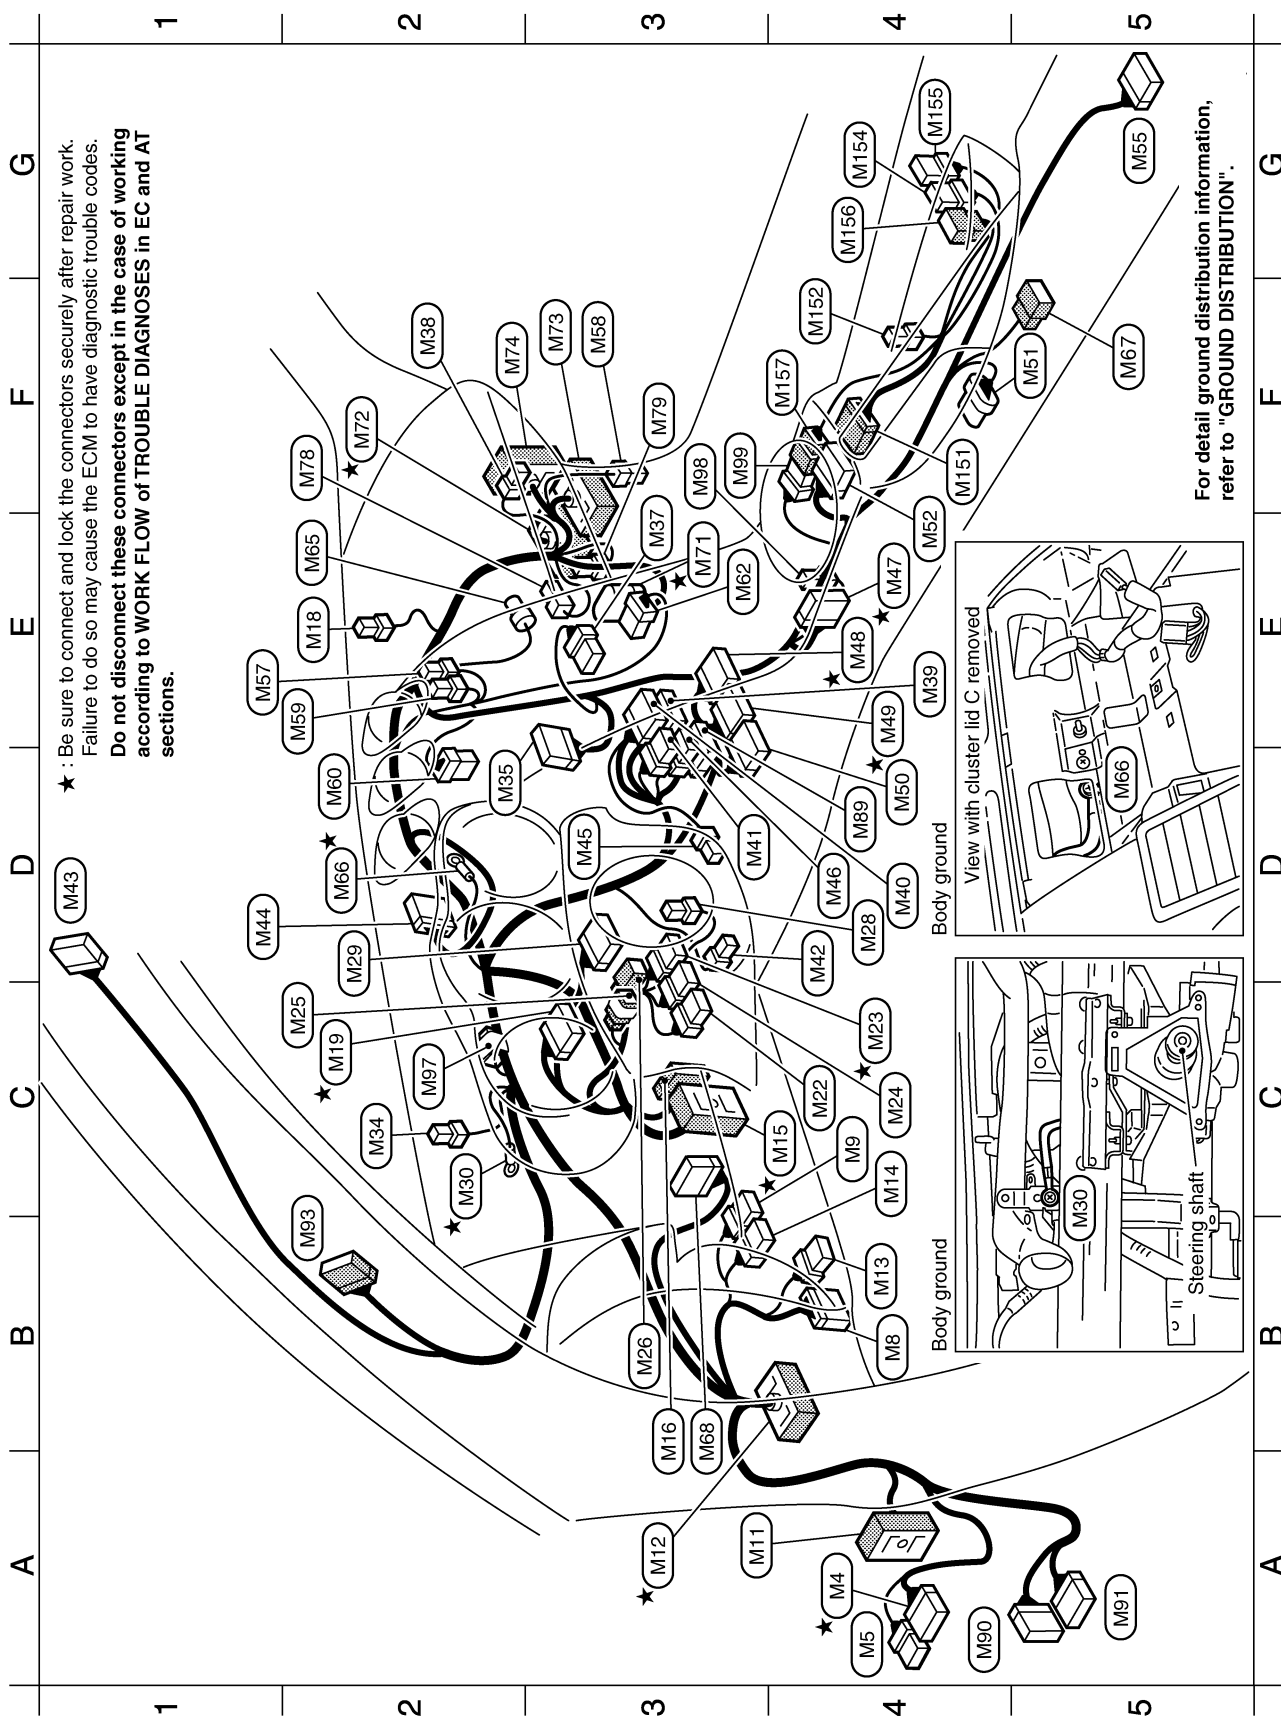 1
2
3
4
5
G
F
E
D
C
B
A
★ : Be sure to connect and lock the connectors securely after repair work.
Failure to do so may cause the ECM to have diagnostic trouble codes.
Do not disconnect these connectors except in the case of working
according to WORK FLOW of TROUBLE DIAGNOSES in EC and AT
sections.
M43
M93
M44
M29
M25
★ M19
M97
M34
★ M30
★ M66
M60
M59
M57
M18
M65
M78
★ M72
M38
M74
M73
M58
M79
M37
★ M71
M62
M35
M45
M98
M99
M157
M152
M156
M154
M155
M55
M67
M51
M151
M52
★ M47
★ M48
M39
★ M49
M50
M89
M41
M46
M40
M28
M42
★ M23
M24
M22
M15
★ M9
M14
M13
M8
M26
M16
M68
★ M12
M11
★ M4
M5
M90
M91
Body ground
View with cluster lid C removed
M66
Body ground
M30
Steering shaft
For detail ground distribution information,
refer to "GROUND DISTRIBUTION".
1
2
3
4
5
G
F
E
D
C
B
A